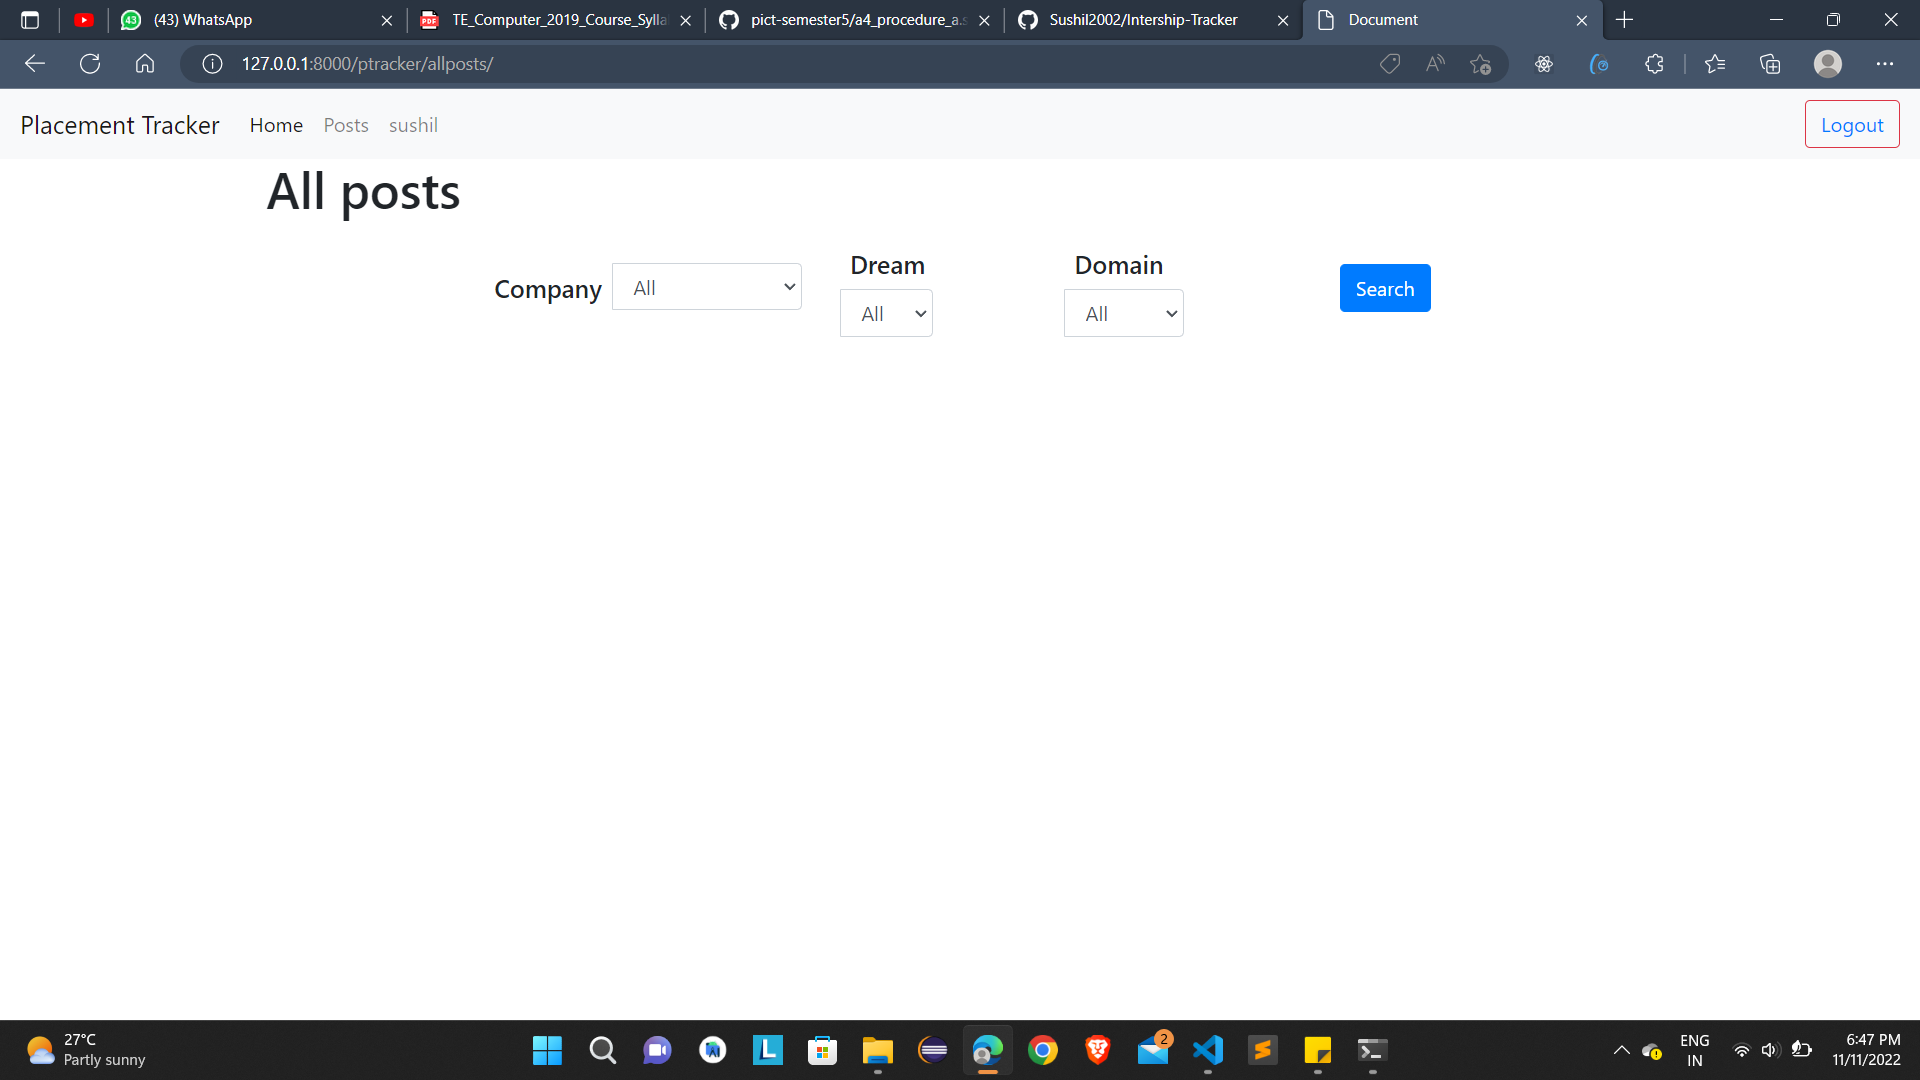 (43) WhatsApp
TE_Computer_2019_Course_Sylla
pict-semester5/a4_procedure_a.s
Sushil2002/Intership-Tracker
Document
127.0.0.1:8000/ptracker/allposts/
Placement Tracker
Home
Posts
sushil
Logout
All posts
Company
All
Dream
All
Domain
All
Search
27°C
Partly sunny
2
ENG
IN
6:47 PM
11/11/2022